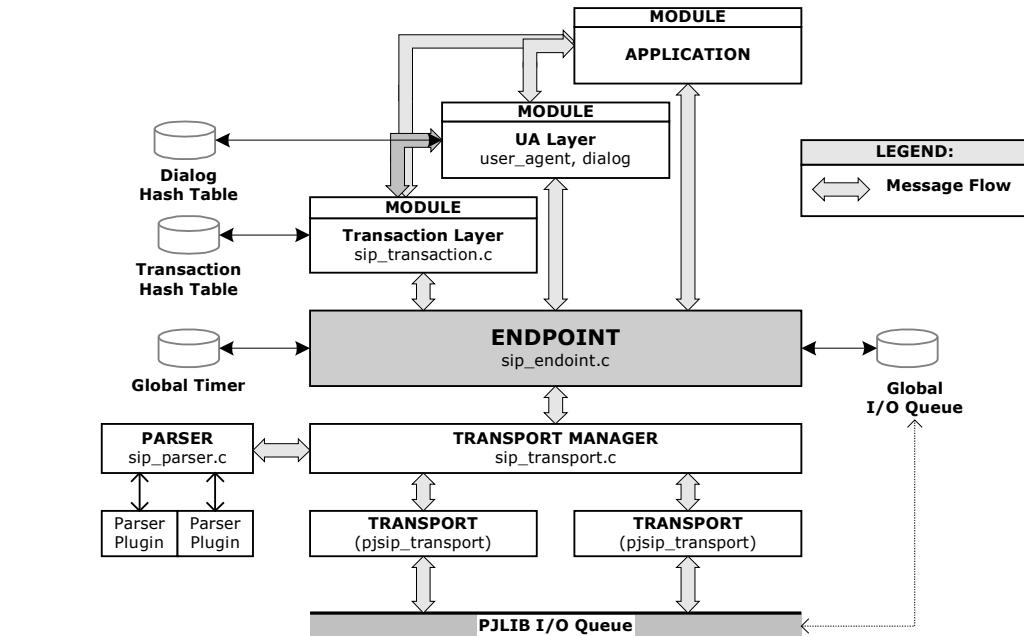 MODULE
APPLICATION
MODULE
UA Layer
user_agent, dialog
LEGEND:
Message Flow
Dialog
Hash Table
MODULE
Transaction Layer
sip_transaction.c
Transaction
Hash Table
ENDPOINT
sip_endoint.c
Global Timer
Global
I/O Queue
PARSER
sip_parser.c
TRANSPORT MANAGER
sip_transport.c
Parser
Plugin
Parser
Plugin
TRANSPORT
(pjsip_transport)
TRANSPORT
(pjsip_transport)
PJLIB I/O Queue